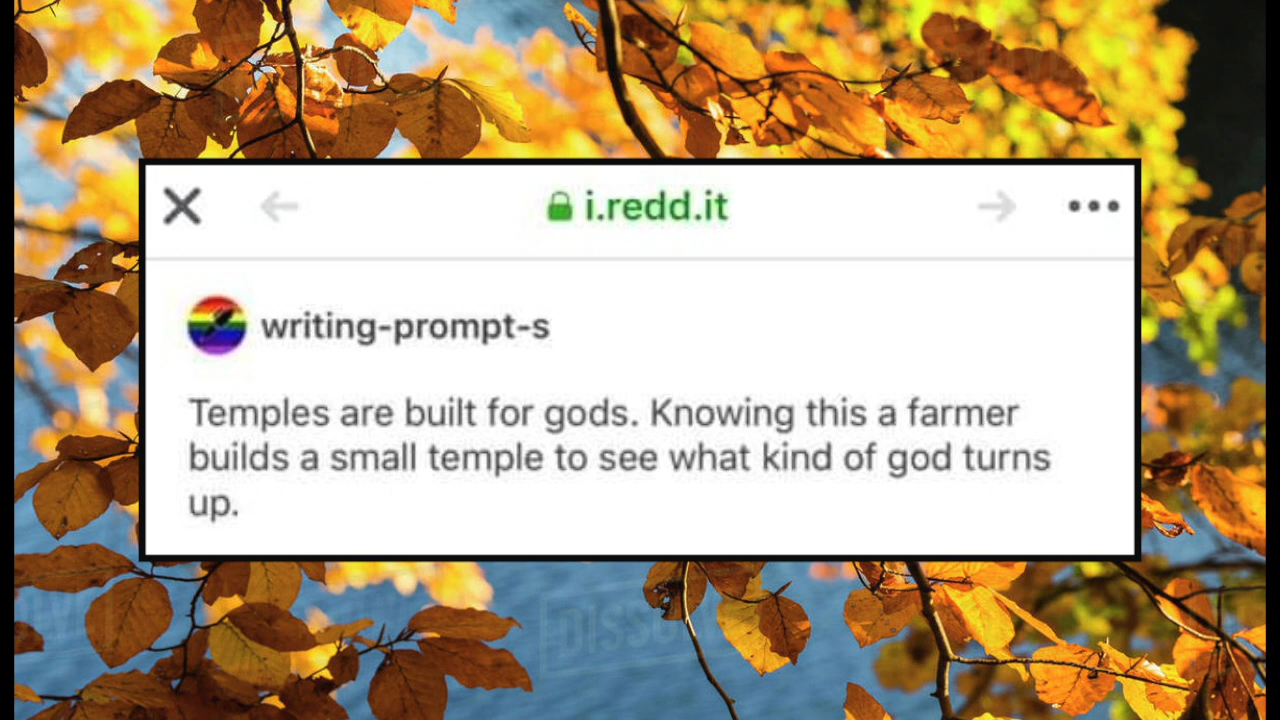 i.redd.it
writing-prompt-s
Temples are built for gods. Knowing this a farmer
builds a small temple to see what kind of god turns
up.